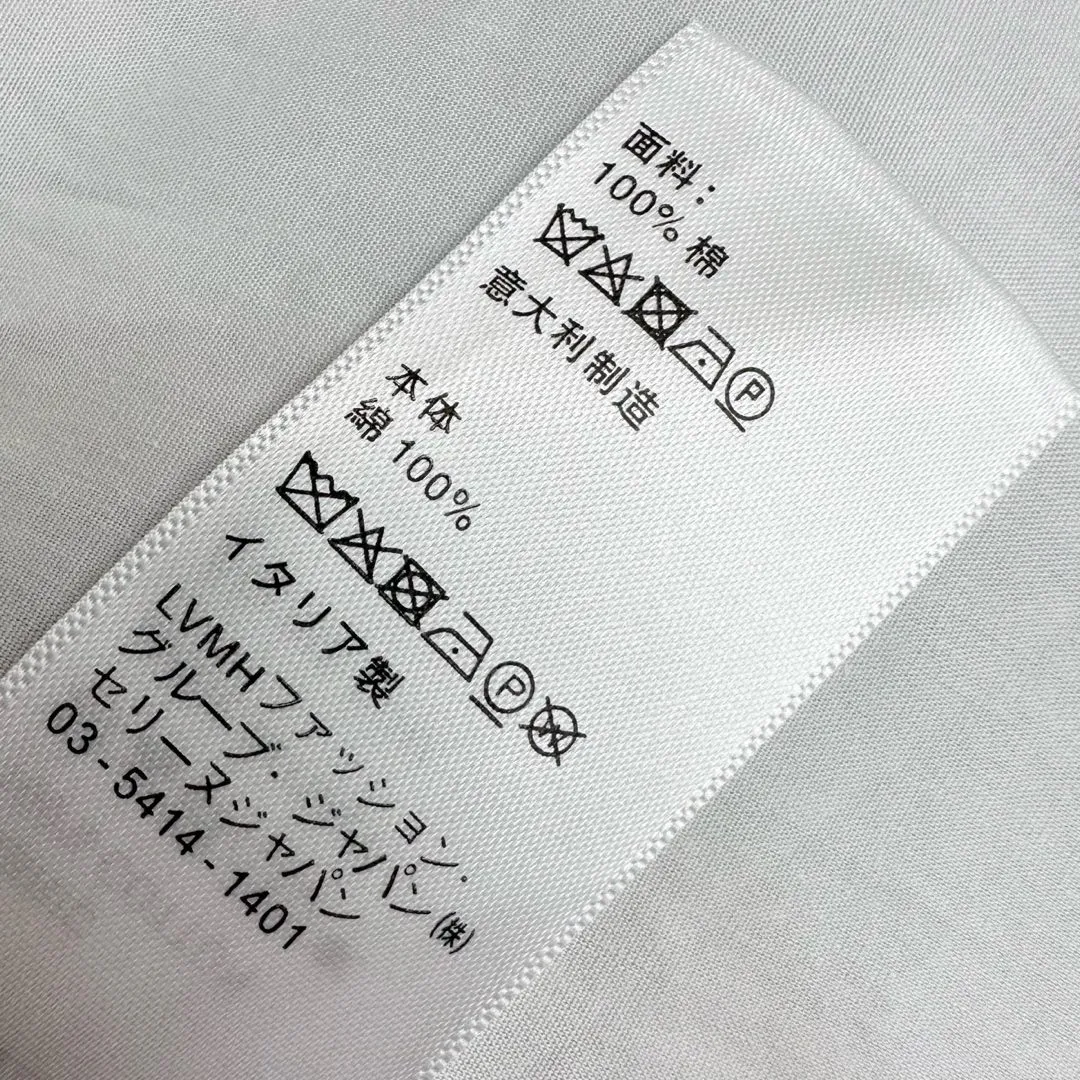 面料：
100% 棉
意大利制造
本体
綿 100%
イタリア製
LVMHファッション・
グループ・ジャパン㈱
セリーヌジャパン
03-5414-1401